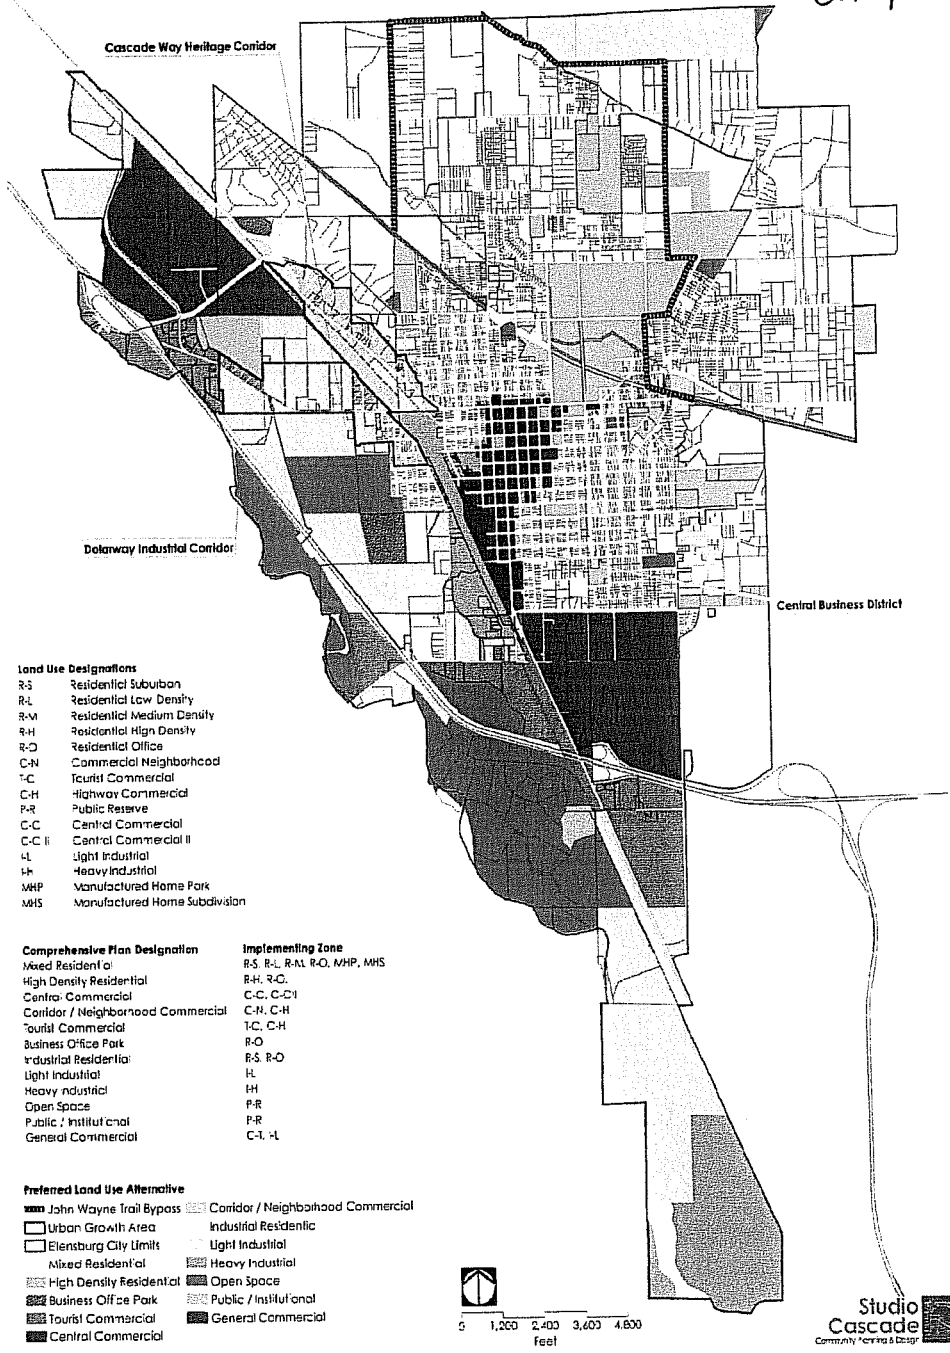 Cascade Way Heritage Corridor
Dolarway Industrial Corridor
Central Business District
Land Use Designations
R-S Residential Suburban
R-L Residential Low Density
R-M Residential Medium Density
R-H Residential High Density
R-O Residential Office
C-N Commercial Neighborhood
T-C Tourist Commercial
C-H Highway Commercial
P-R Public Reserve
C-C Central Commercial
C-C II Central Commercial II
I-L Light Industrial
I-H Heavy Industrial
MHP Manufactured Home Park
MHS Manufactured Home Subdivision
Comprehensive Plan Designation Implementing Zone
Mixed Residential R-S, R-L, R-M, R-O, MHP, MHS
High Density Residential R-H, R-O,
Central Commercial C-C, C-C II
Corridor / Neighborhood Commercial C-N, C-H
Tourist Commercial T-C, C-H
Business Office Park R-O
Industrial Residential R-S, R-O
Light Industrial I-L
Heavy Industrial I-H
Open Space P-R
Public / Institutional P-R
General Commercial C-T, I-L
Preferred Land Use Alternative
John Wayne Trail Bypass Corridor / Neighborhood Commercial
Urban Growth Area Industrial Residentic
Ellensburg City Limits Light Industrial
Mixed Residential Heavy Industrial
High Density Residential Open Space
Business Office Park Public / Institutional
Tourist Commercial General Commercial
Central Commercial
0 1,200 2,400 3,600 4,800
Feet
Studio
Cascade
Community Planning & Design